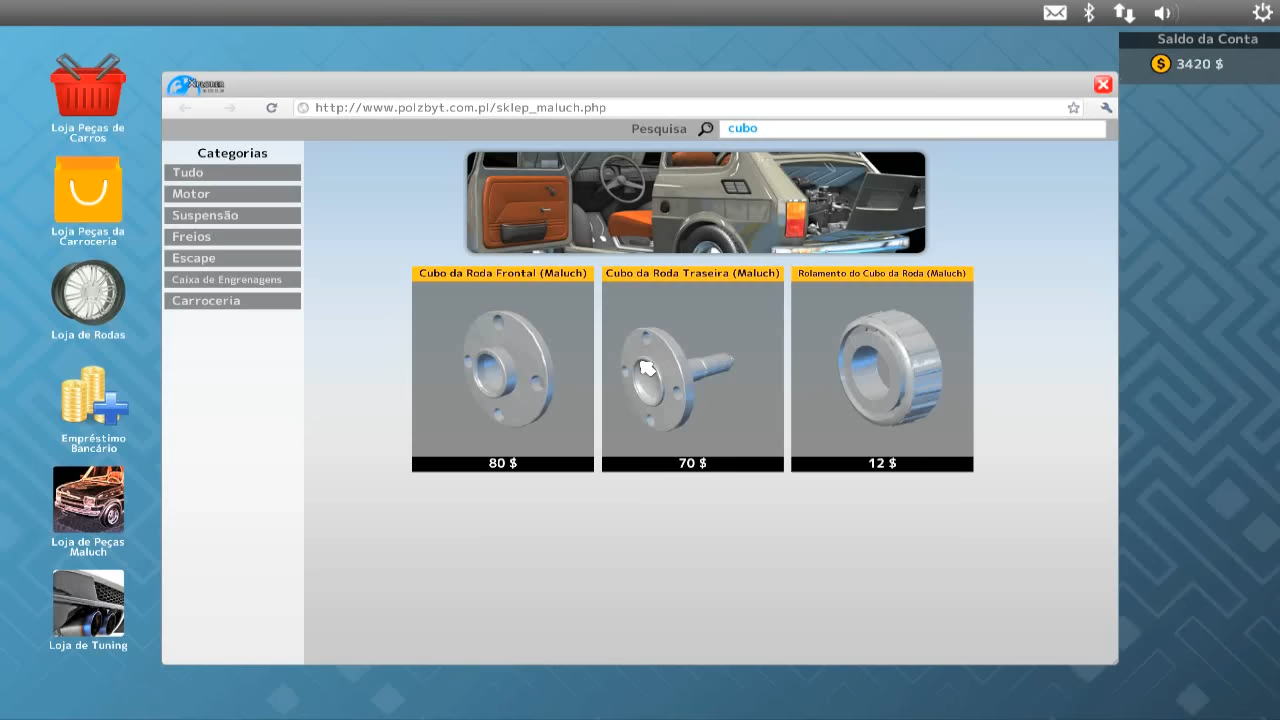 Saldo da Conta
$ 3420 $
Loja Peças de
Carros
Loja Peças da
Carroceria
Loja de Rodas
Empréstimo
Bancário
Loja de Peças
Maluch
Loja de Tuning
http://www.polzbyt.com.pl/sklep_maluch.php
Pesquisa cubo
Categorias
Tudo
Motor
Suspensão
Freios
Escape
Caixa de Engrenagens
Carroceria
Cubo da Roda Frontal (Maluch)
80 $
Cubo da Roda Traseira (Maluch)
70 $
Rolamento do Cubo da Roda (Maluch)
12 $